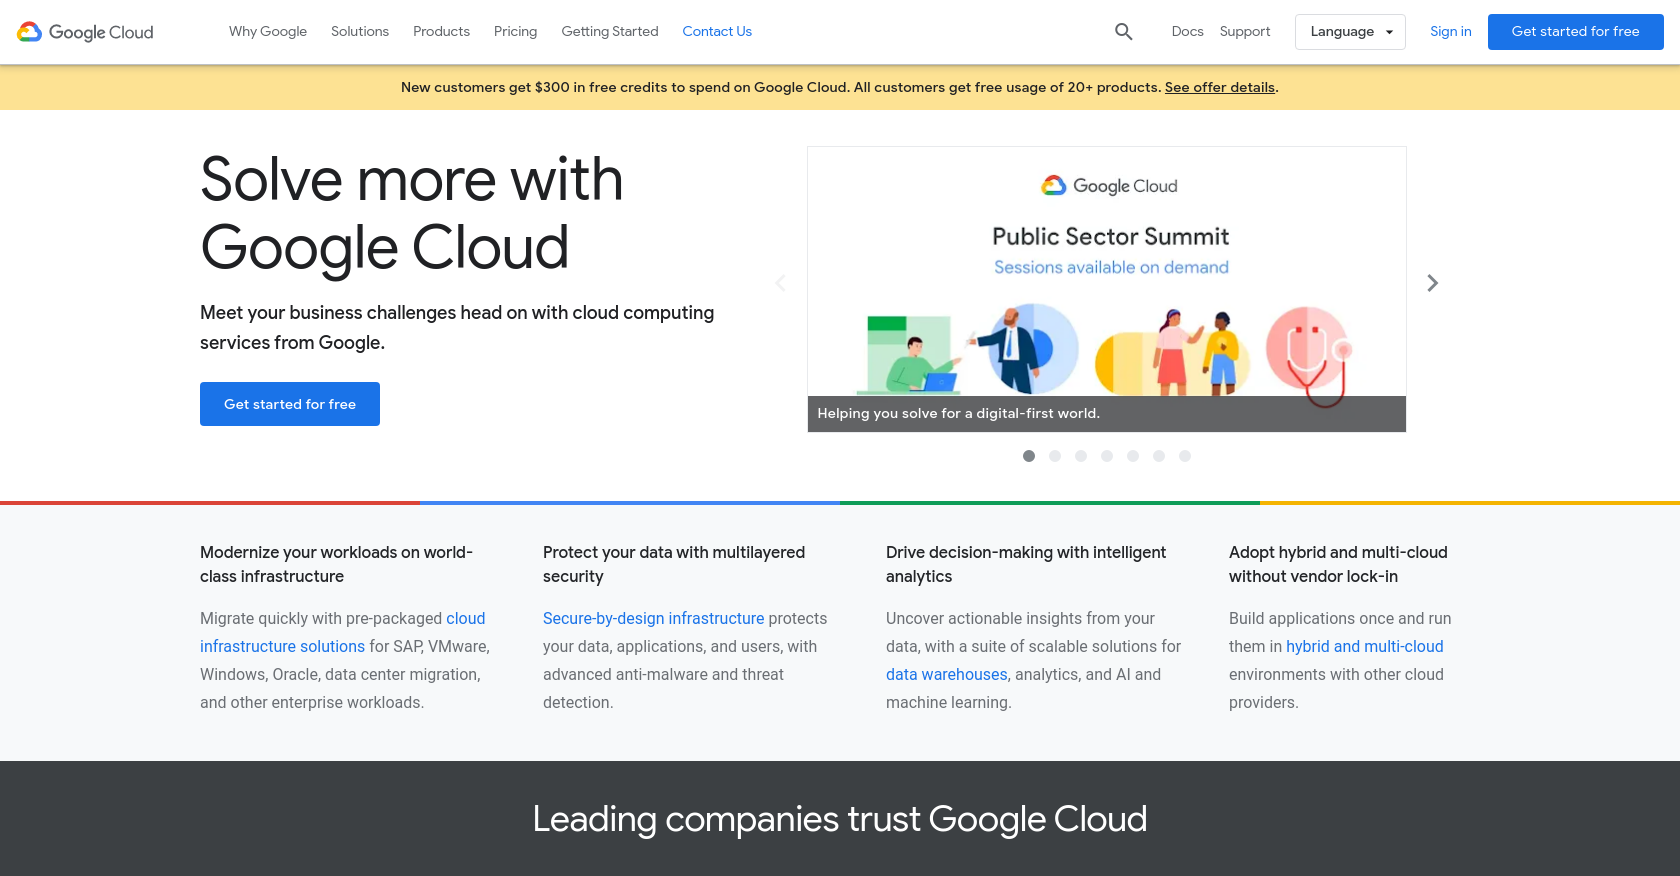 Google Cloud
Why Google
Solutions
Products
Pricing
Getting Started
Contact Us
Docs
Support
Language
Sign in
Get started for free
New customers get $300 in free credits to spend on Google Cloud. All customers get free usage of 20+ products. See offer details.
Solve more with
Google Cloud
Meet your business challenges head on with cloud computing
services from Google.
Get started for free
Google Cloud
Public Sector Summit
Sessions available on demand
Helping you solve for a digital-first world.
Modernize your workloads on world-
class infrastructure
Migrate quickly with pre-packaged cloud
infrastructure solutions for SAP, VMware,
Windows, Oracle, data center migration,
and other enterprise workloads.
Protect your data with multilayered
security
Secure-by-design infrastructure protects
your data, applications, and users, with
advanced anti-malware and threat
detection.
Drive decision-making with intelligent
analytics
Uncover actionable insights from your
data, with a suite of scalable solutions for
data warehouses, analytics, and AI and
machine learning.
Adopt hybrid and multi-cloud
without vendor lock-in
Build applications once and run
them in hybrid and multi-cloud
environments with other cloud
providers.
Leading companies trust Google Cloud